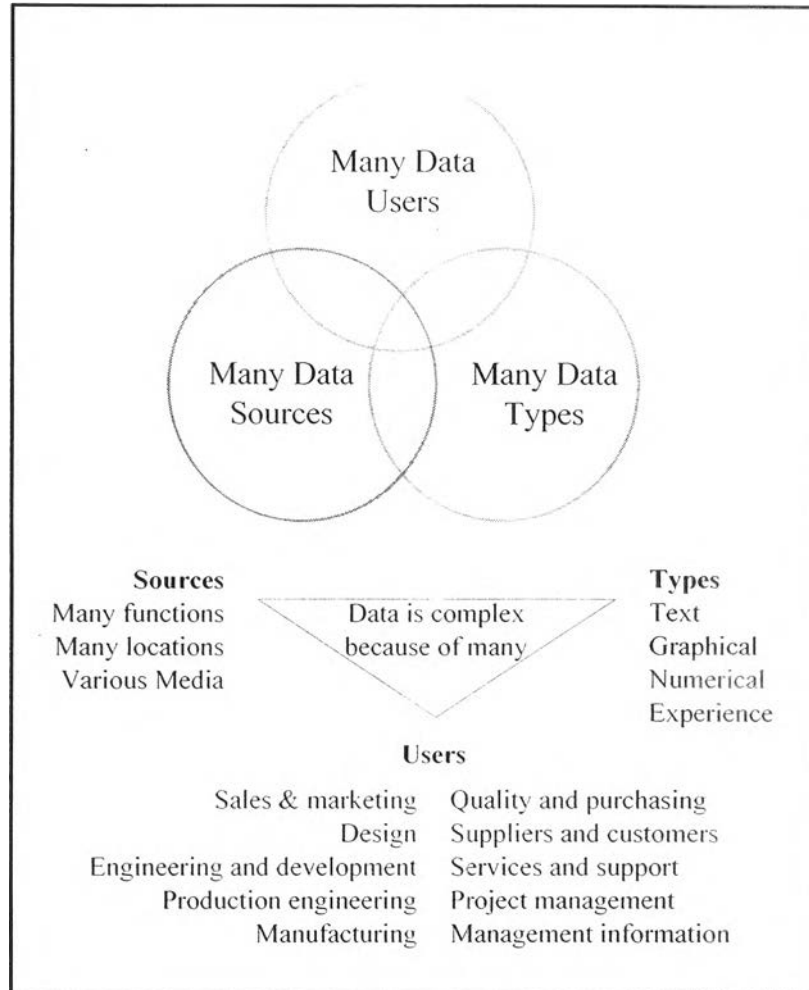 Many Data
Users
Many Data
Sources
Many Data
Types
Sources
Many functions
Many locations
Various Media
Data is complex
because of many
Types
Text
Graphical
Numerical
Experience
Users
Sales & marketing
Design
Engineering and development
Production engineering
Manufacturing
Quality and purchasing
Suppliers and customers
Services and support
Project management
Management information